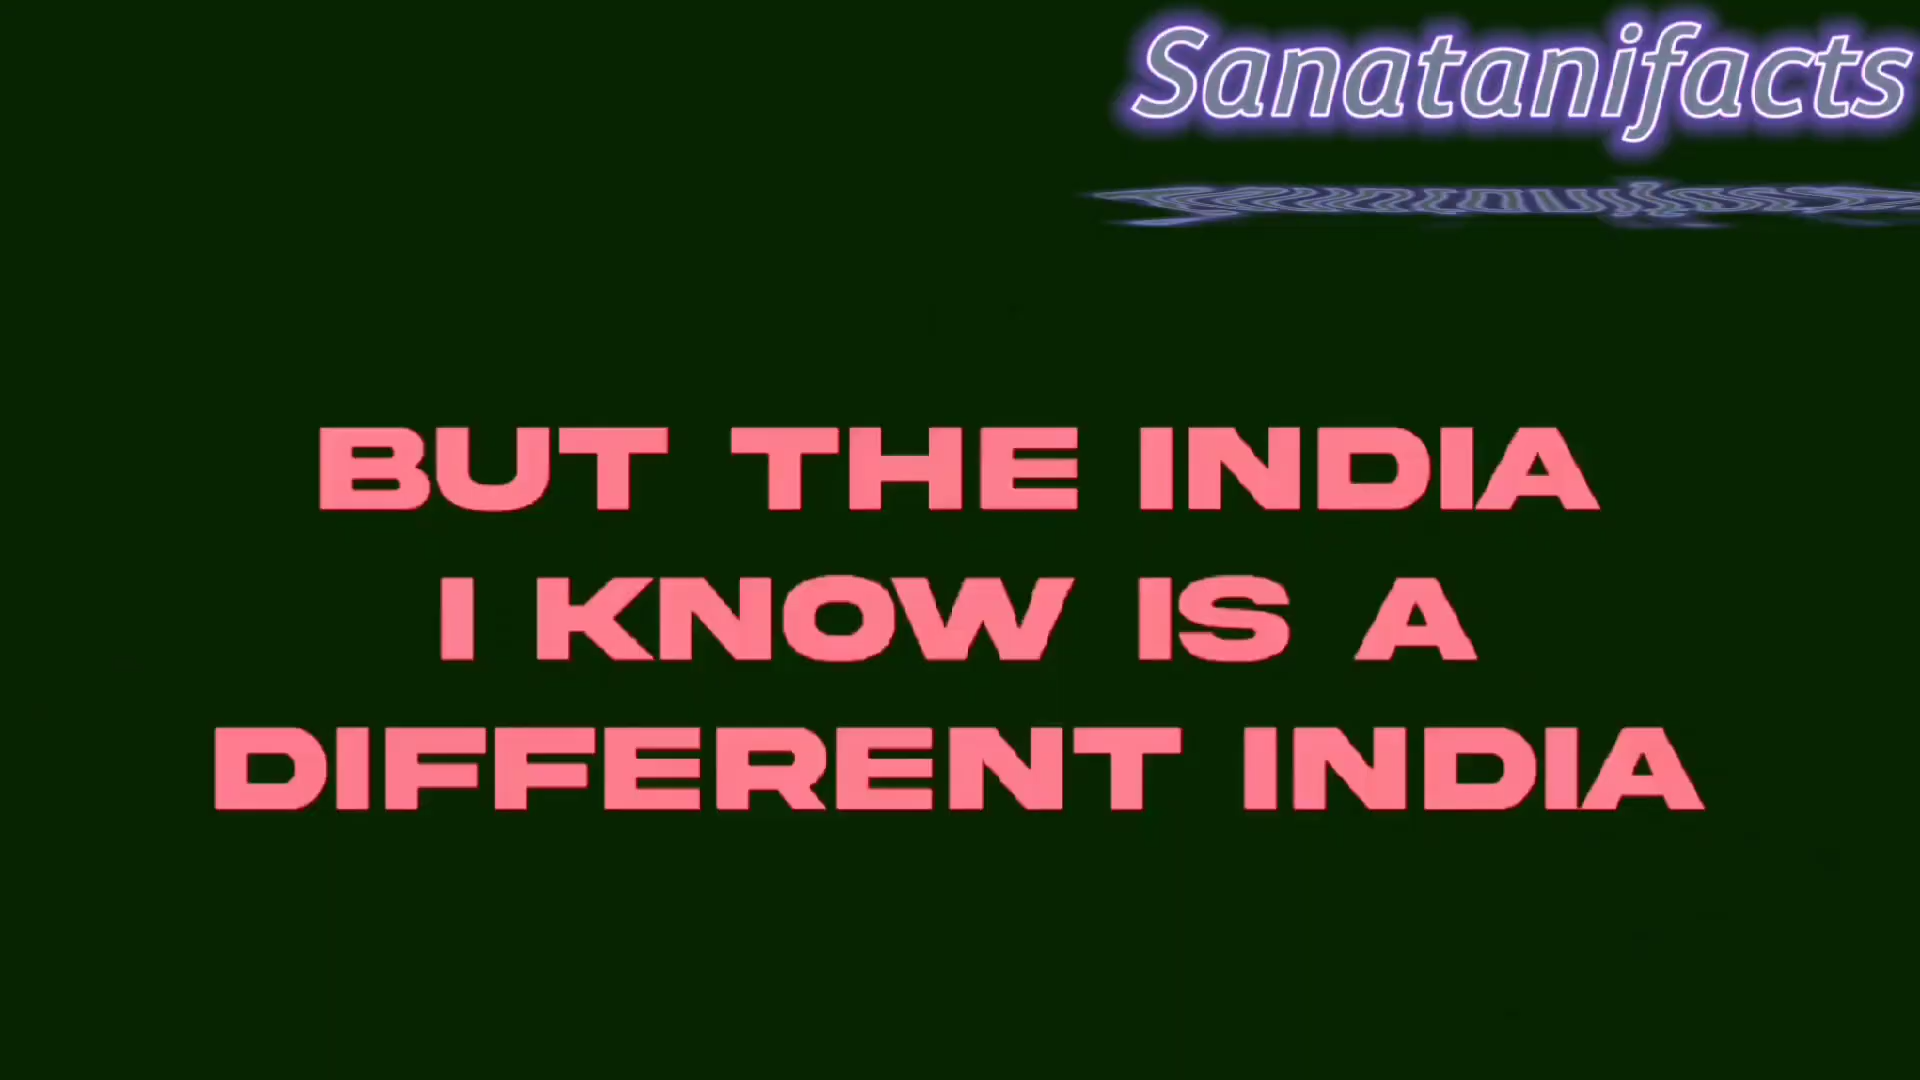 Sanatanifacts
BUT THE INDIA
I KNOW IS A
DIFFERENT INDIA